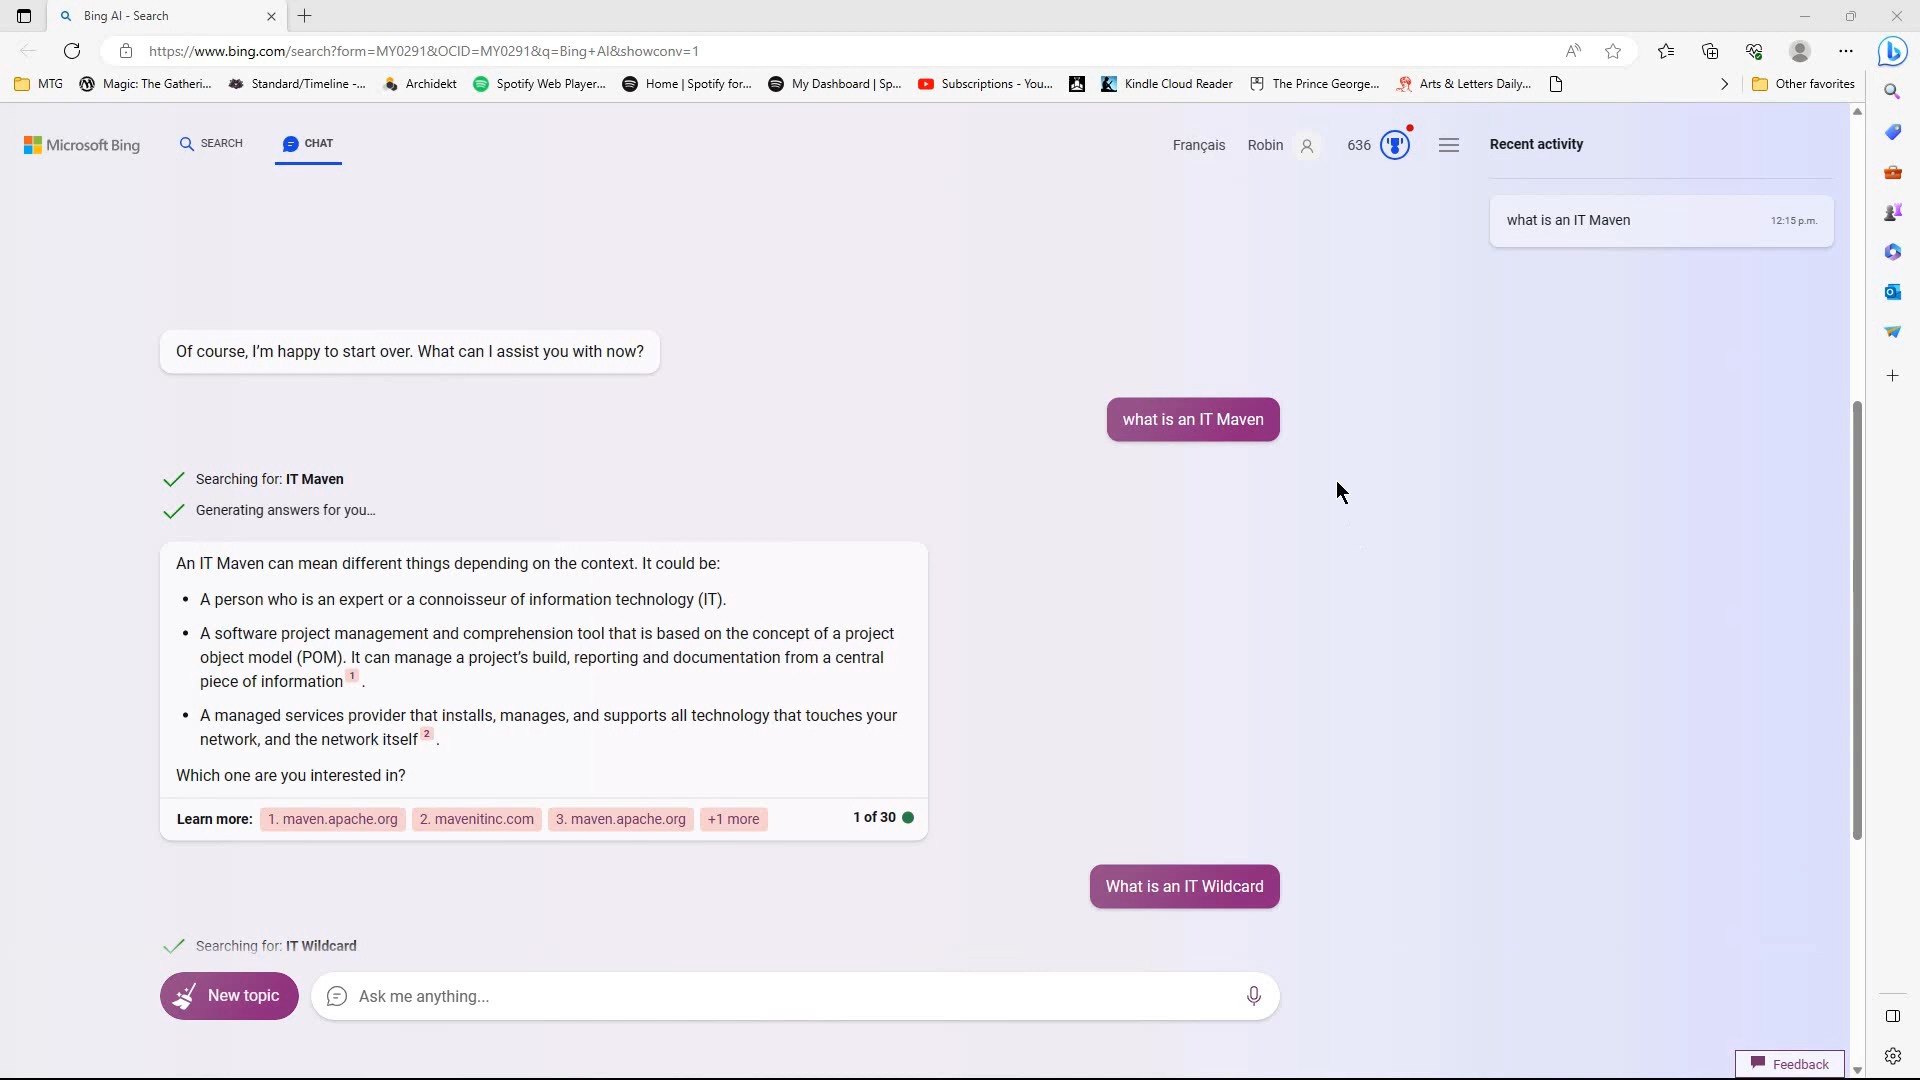 Bing AI - Search
https://www.bing.com/search?form=MY0291&OCID=MY0291&q=Bing+AI&showconv=1
MTG
Magic: The Gatheri...
Standard/Timeline -...
Archidekt
Spotify Web Player...
Home | Spotify for...
My Dashboard | Sp...
Subscriptions - You...
Kindle Cloud Reader
The Prince George...
Arts & Letters Daily...
Other favorites
Microsoft Bing
SEARCH
CHAT
Français
Robin
636
Recent activity
what is an IT Maven
12:15 p.m.
Of course, I'm happy to start over. What can I assist you with now?
what is an IT Maven
Searching for: IT Maven
Generating answers for you...
An IT Maven can mean different things depending on the context. It could be:
• A person who is an expert or a connoisseur of information technology (IT).
• A software project management and comprehension tool that is based on the concept of a project
object model (POM). It can manage a project's build, reporting and documentation from a central
piece of information 1 .
• A managed services provider that installs, manages, and supports all technology that touches your
network, and the network itself 2 .
Which one are you interested in?
Learn more: 1. maven.apache.org 2. mavenitinc.com 3. maven.apache.org +1 more 1 of 30
What is an IT Wildcard
Searching for: IT Wildcard
New topic
Ask me anything...
Feedback